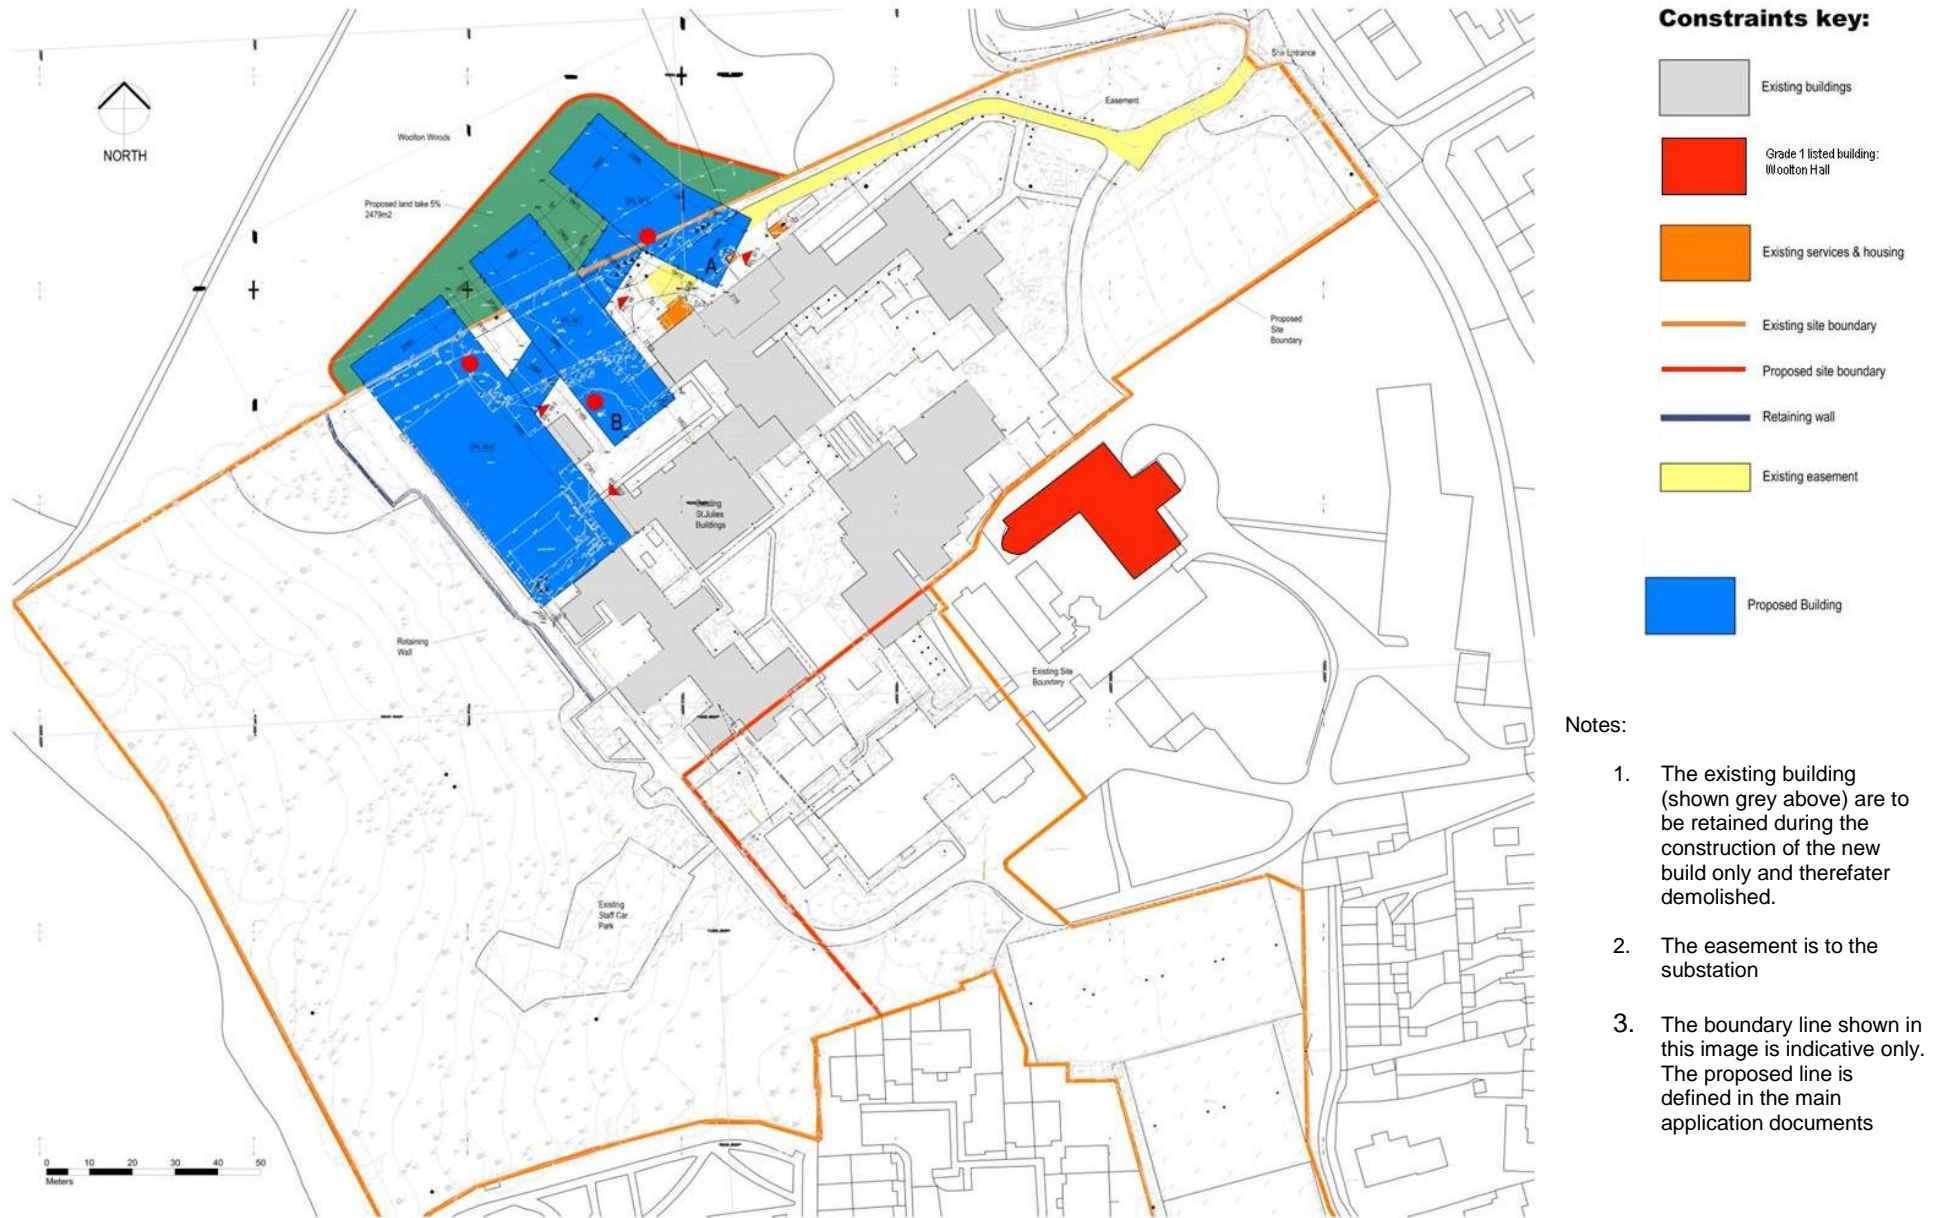 Constraints key:
Existing buildings
Grade 1 listed building:
Woolton Hall
Existing services & housing
Existing site boundary
Proposed site boundary
Retaining wall
Existing easement
Proposed Building
Notes:
1. The existing building
(shown grey above) are to
be retained during the
construction of the new
build only and therefater
demolished.
2. The easement is to the
substation
3. The boundary line shown in
this image is indicative only.
The proposed line is
defined in the main
application documents
NORTH
Woolton Woods
Proposed land take 5%
2479m2
Site Entrance
Easement
A
B
Proposed
Site
Boundary
Existing
St.Julies
Buildings
Retaining
Wall
Existing Site
Boundary
Existing
Staff Car
Park
0 10 20 30 40 50
Meters